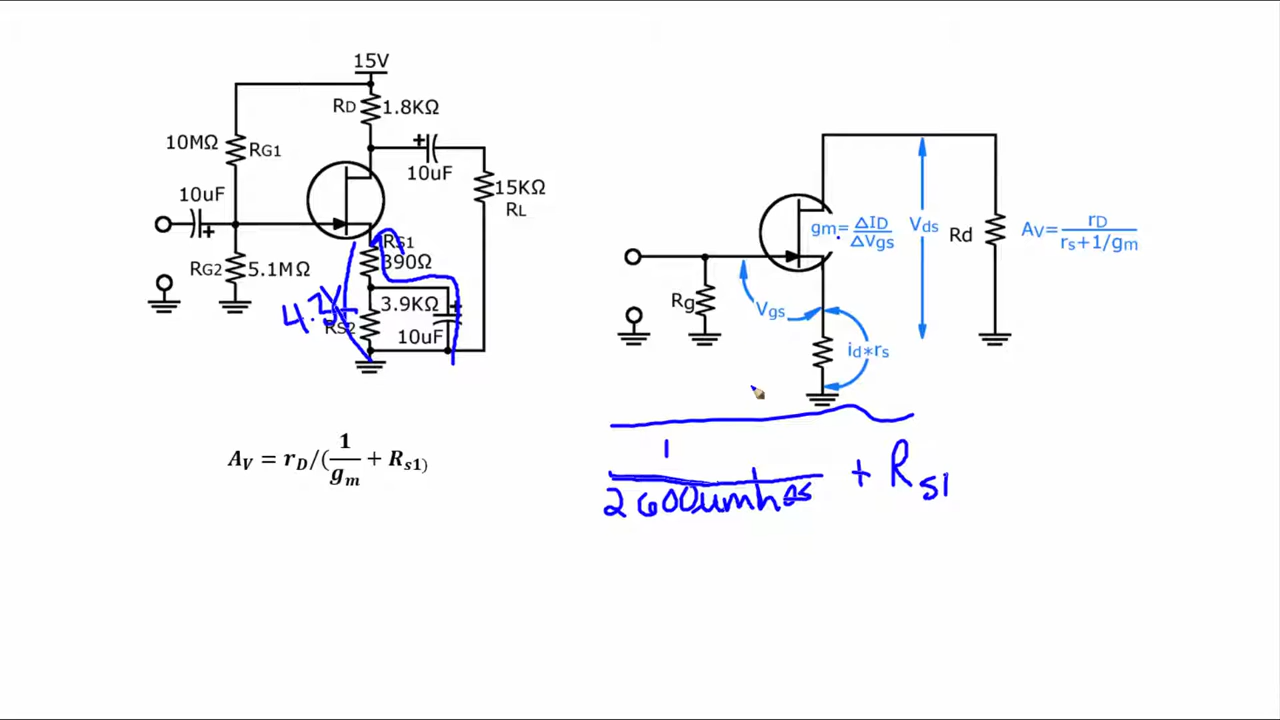 15V
RD 1.8KΩ
10MΩ RG1
10uF
10uF
15KΩ
RL
RS1
390Ω
RG2 5.1MΩ
3.9KΩ
RS2
10uF
4.3V
AV = rD/(1/gm + Rs1)
gm= ΔID/ΔVgs
Vds
Rd
AV= rD/rs+1/gm
Rg
Vgs
id*rs
1/2600umhos + RS1